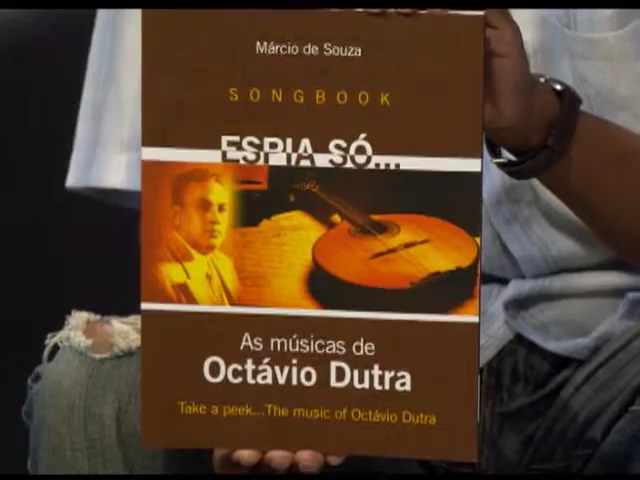 Márcio de Souza
SONGBOOK
ESPIA SÓ...
As músicas de
Octávio Dutra
Take a peek...The music of Octávio Dutra